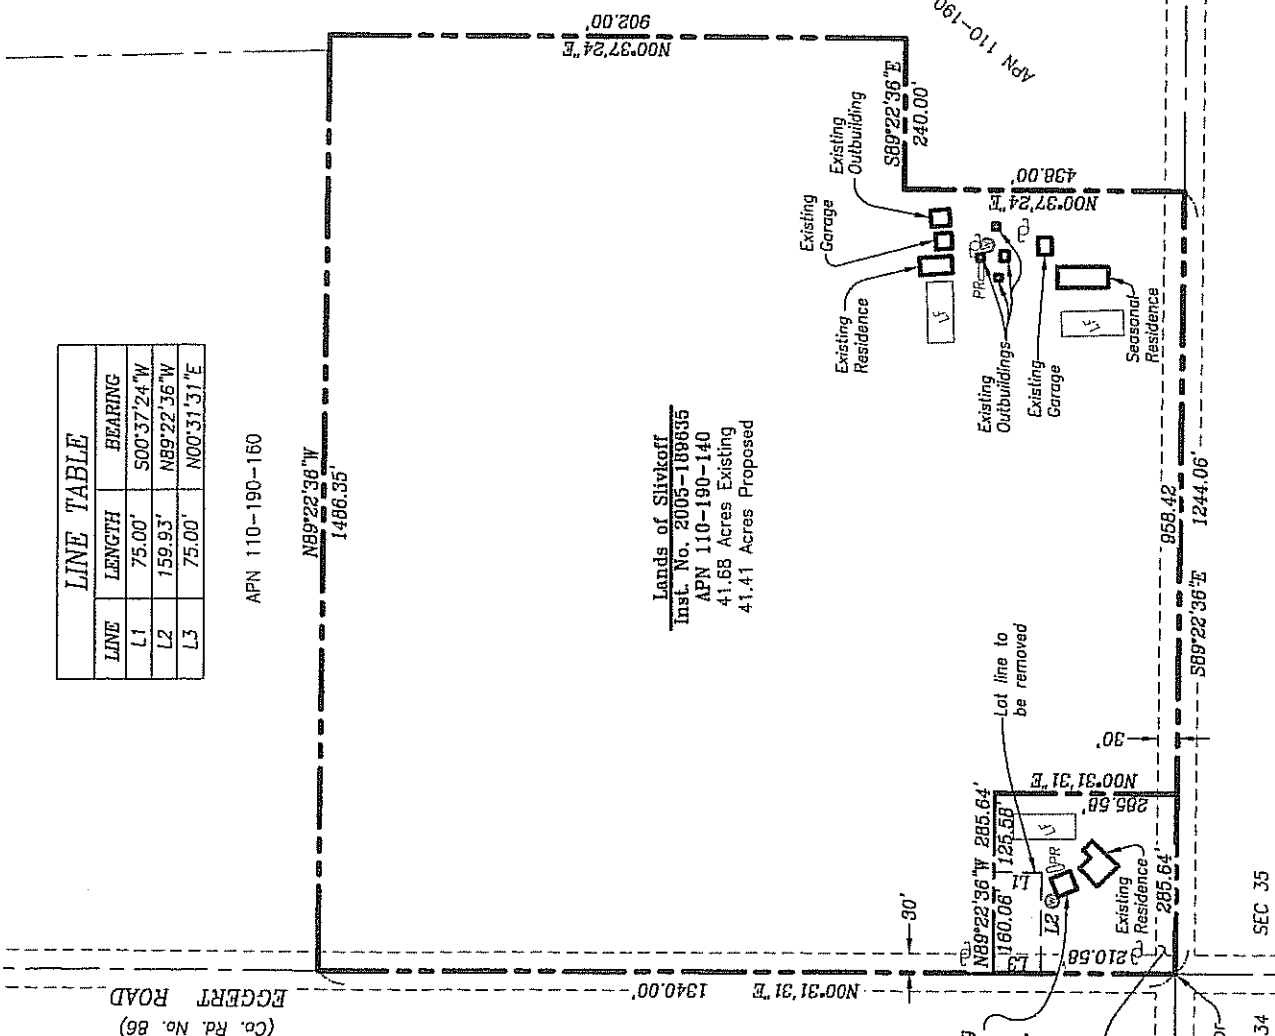 902.00'
N00°37'24"E
APN 110-190
S89°22'36"E
240.00'
Existing
Outbuilding
Existing
Garage
438.00'
N00°37'24"E
Existing
Residence
LF
PR
Existing
Outbuildings
Existing
Garage
LF
Seasonal
Residence
LINE TABLE
LINE LENGTH BEARING
L1 75.00' S00°37'24"W
L2 159.93' N89°22'36"W
L3 75.00' N00°31'31"E
APN 110-190-160
N89°22'36"W
1486.35'
Lands of Slivkoff
Inst. No. 2005-189635
APN 110-190-140
41.68 Acres Existing
41.41 Acres Proposed
958.42
1244.06'
S89°22'36"E
Lot line to
be removed
30'
N00°31'31"E
285.58'
N89°22'36"W 285.64'
160.06' 125.58'
LF
PR
L1
L2
L3
W
210.58'
Existing
Residence
285.64'
30'
N00°31'31"E 1340.00'
EGGERT ROAD
(Co. Rd. No. 86)
SEC 35
34